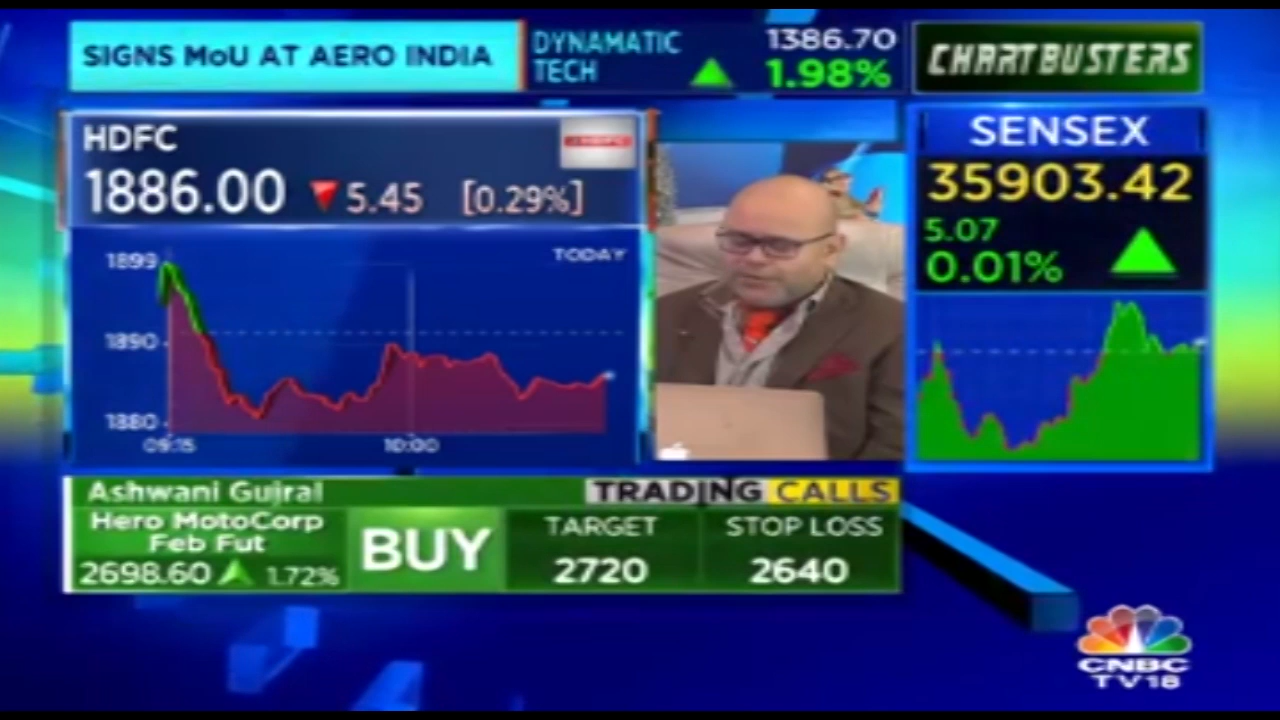 SIGNS MoU AT AERO INDIA
DYNAMATIC
TECH
1386.70
1.98%
CHARTBUSTERS
HDFC
1886.00 5.45 [0.29%]
HDFC
TODAY
1899
1890
1880
09:15 10:00
SENSEX
35903.42
5.07
0.01%
Ashwani Gujral
TRADING CALLS
Hero MotoCorp
Feb Fut
2698.60 1.72%
BUY
TARGET
2720
STOP LOSS
2640
CNBC
TV18